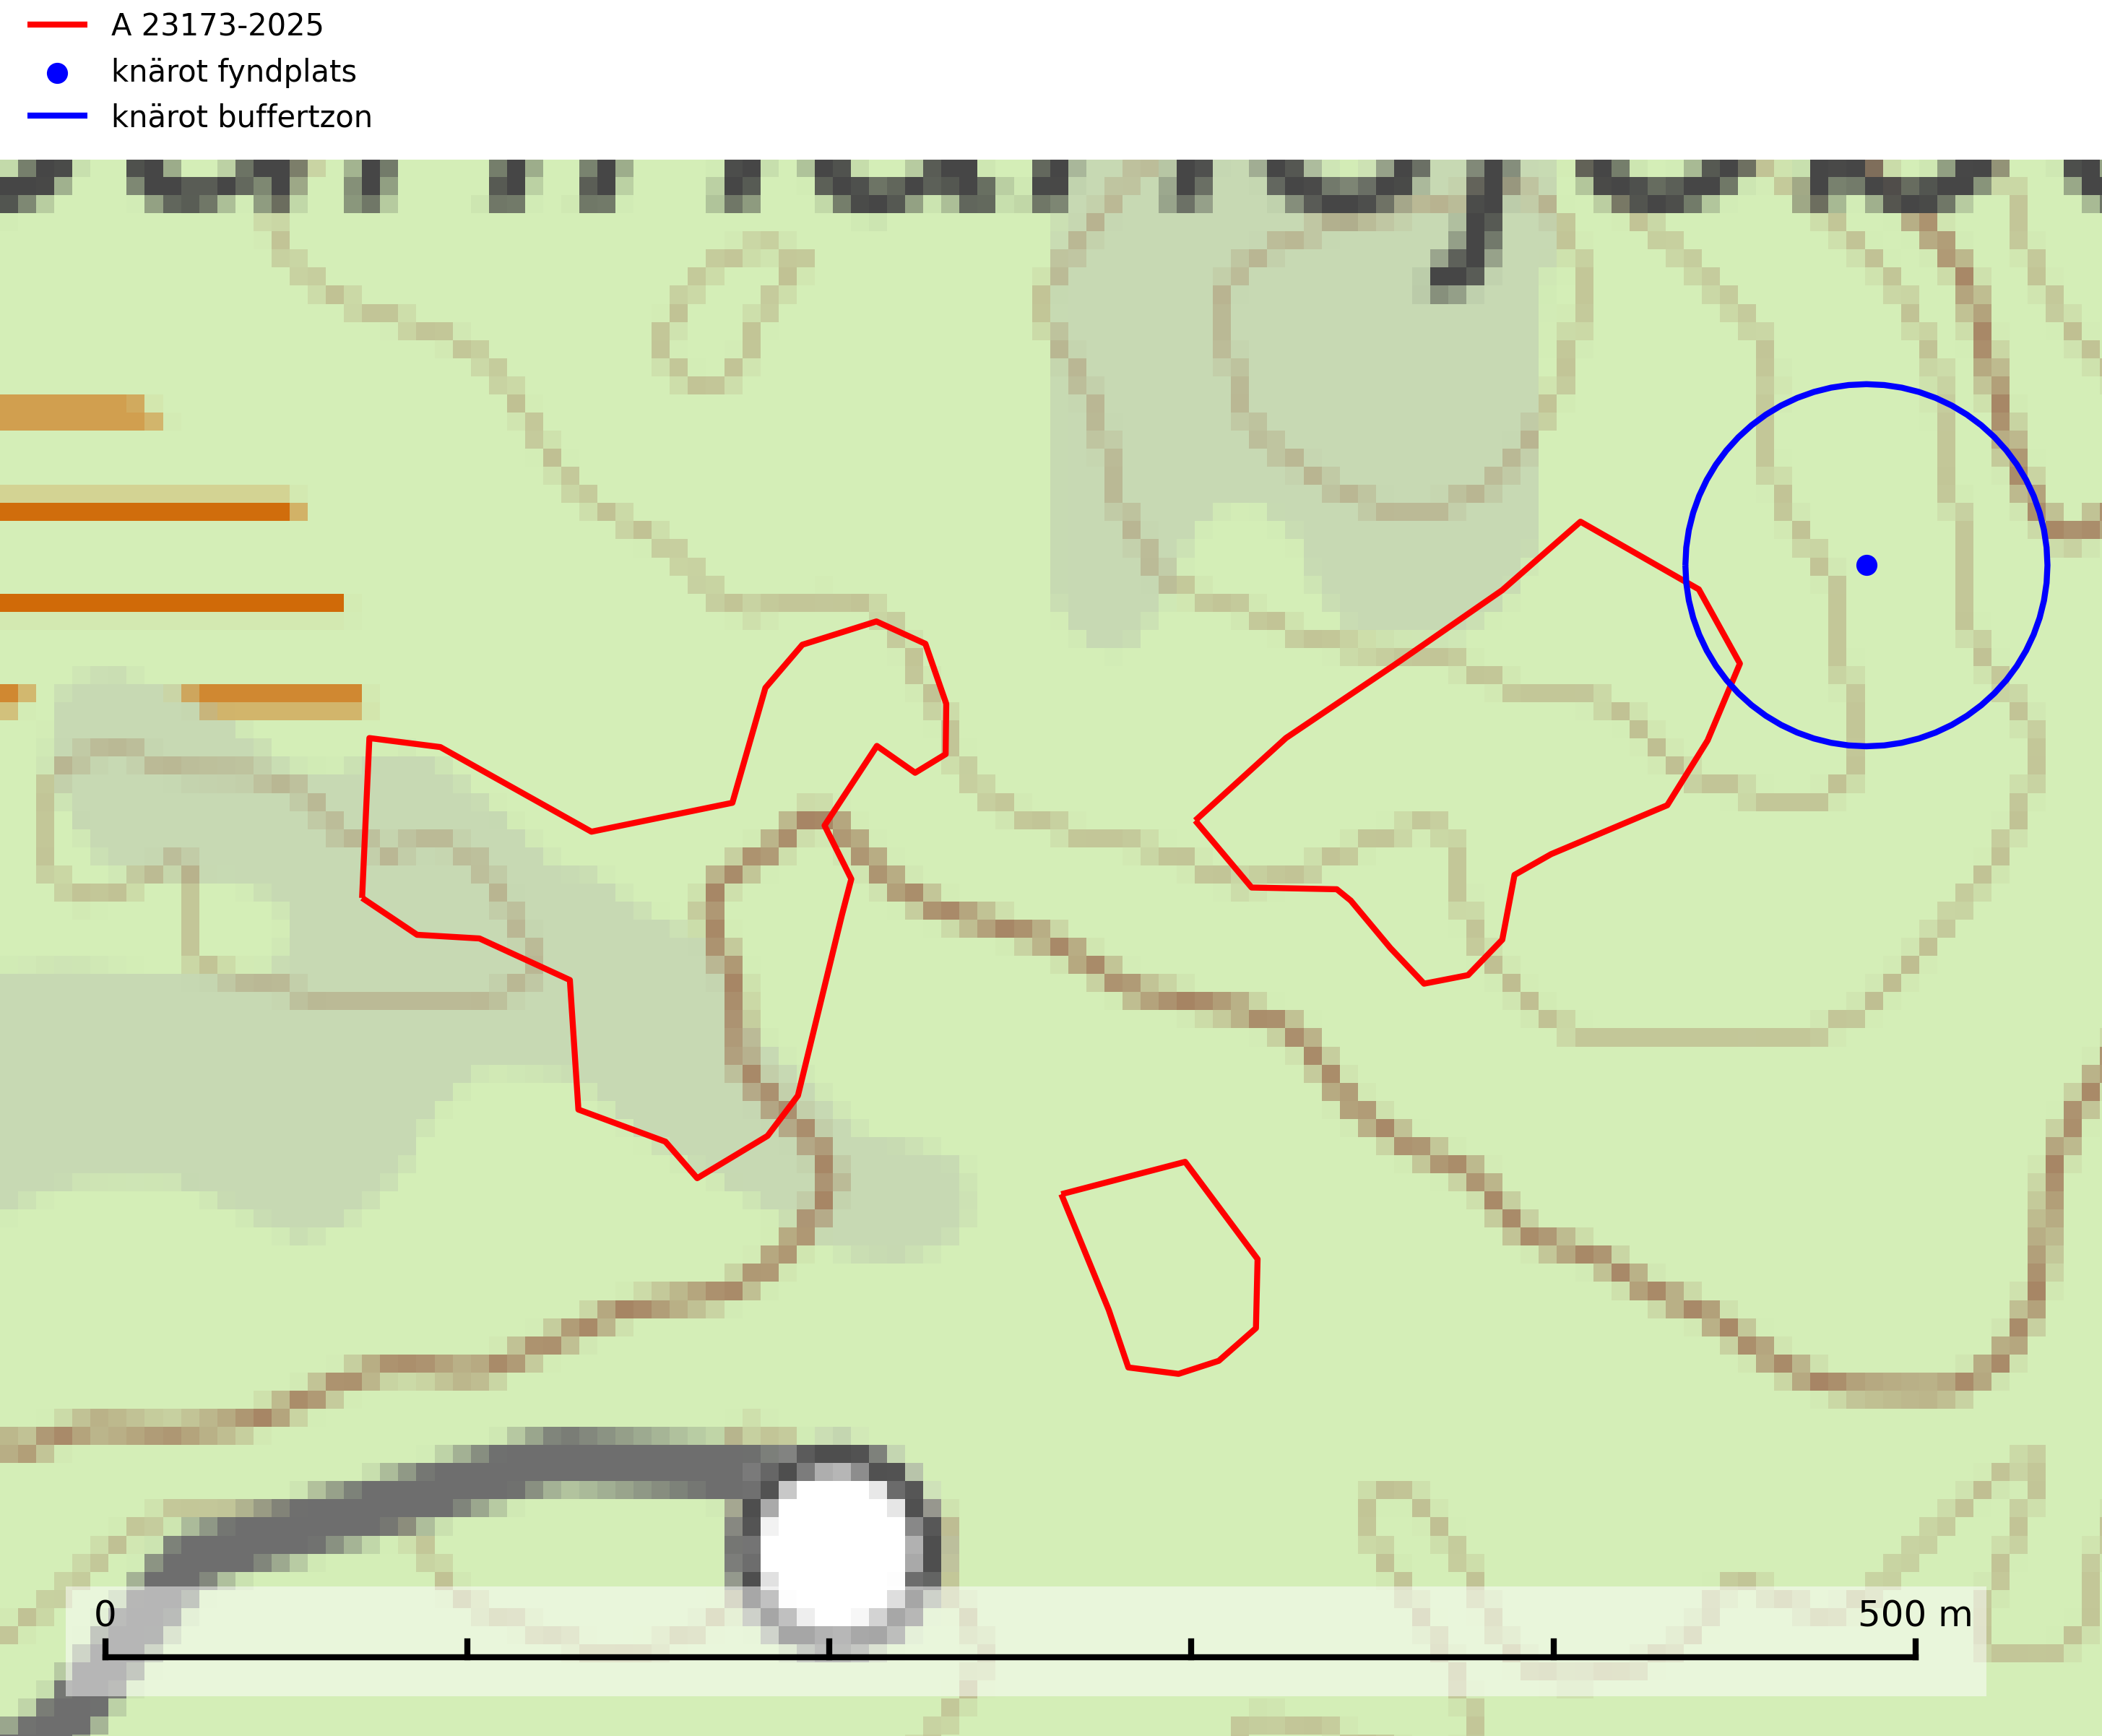 A 23173-2025
knärot fyndplats
knärot buffertzon
0
500 m